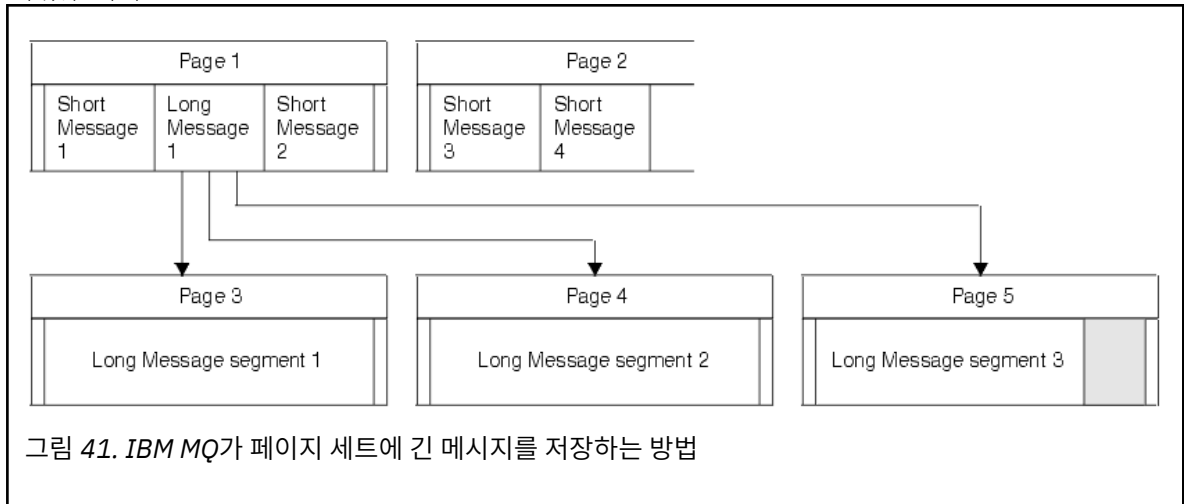 Page 1
Page 2
Short Message 1
Long Message 1
Short Message 2
Short Message 3
Short Message 4
Page 3
Page 4
Page 5
Long Message segment 1
Long Message segment 2
Long Message segment 3
그림 41. IBM MQ가 페이지 세트에 긴 메시지를 저장하는 방법